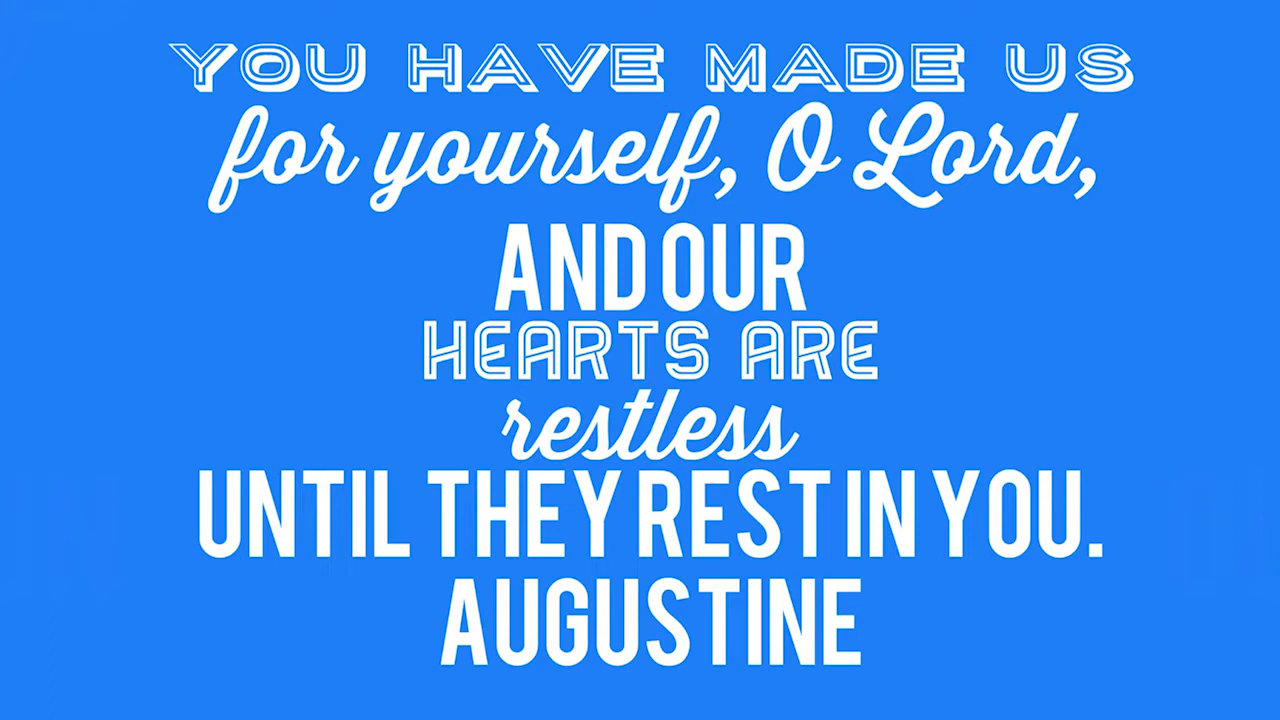 YOU HAVE MADE US
for yourself, O Lord,
AND OUR
HEARTS ARE
restless
UNTIL THEY REST IN YOU.
AUGUSTINE